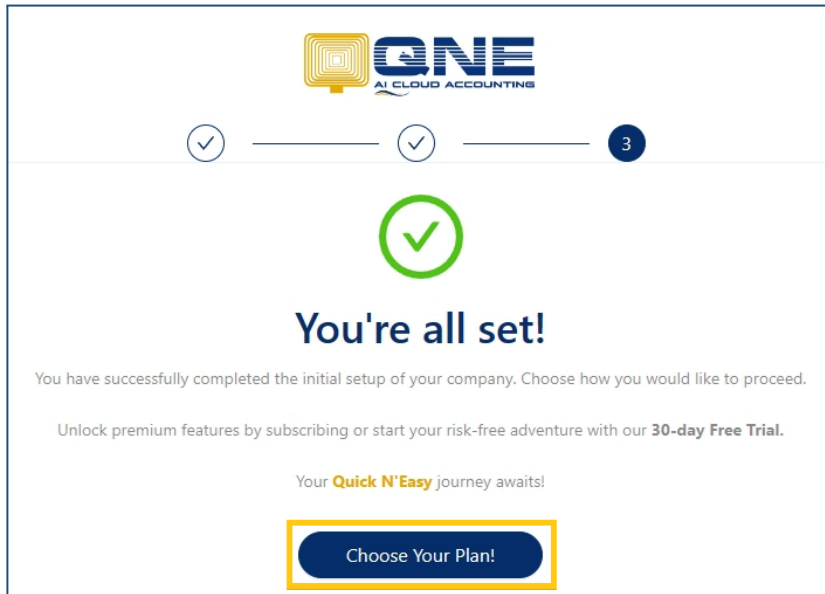 QNE
AI CLOUD ACCOUNTING
3
You're all set!
You have successfully completed the initial setup of your company. Choose how you would like to proceed.
Unlock premium features by subscribing or start your risk-free adventure with our 30-day Free Trial.
Your Quick N'Easy journey awaits!
Choose Your Plan!